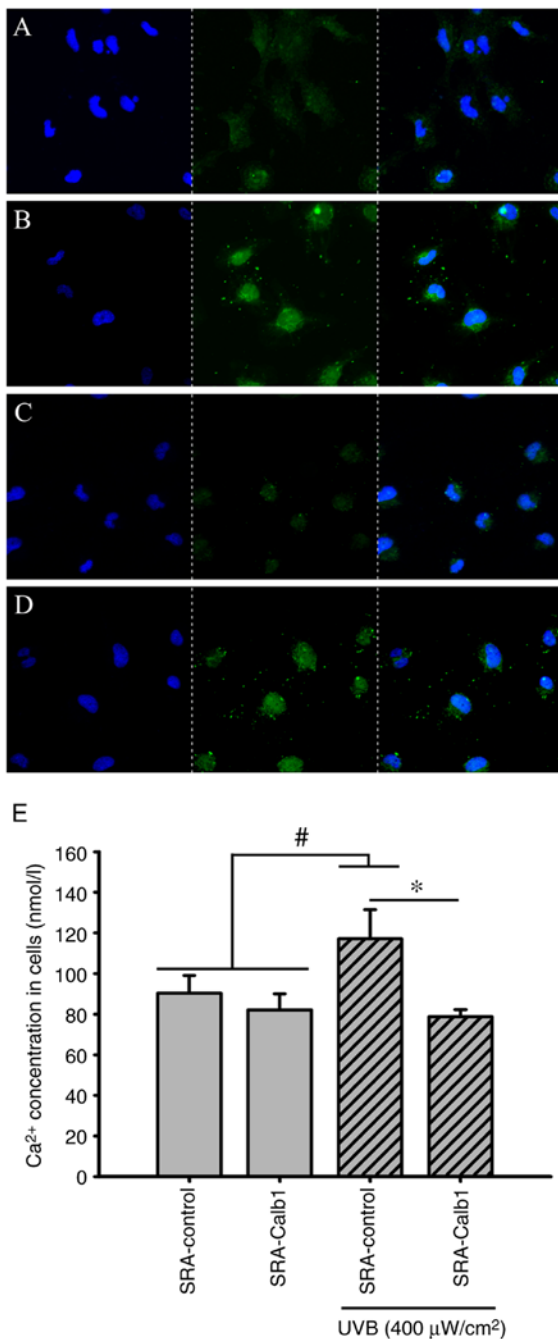 A
B
C
D
E
#
*
Ca²⁺ concentration in cells (nmol/l)
160
140
120
100
80
60
40
20
0
SRA-control
SRA-Calb1
SRA-control
SRA-Calb1
UVB (400 μW/cm²)